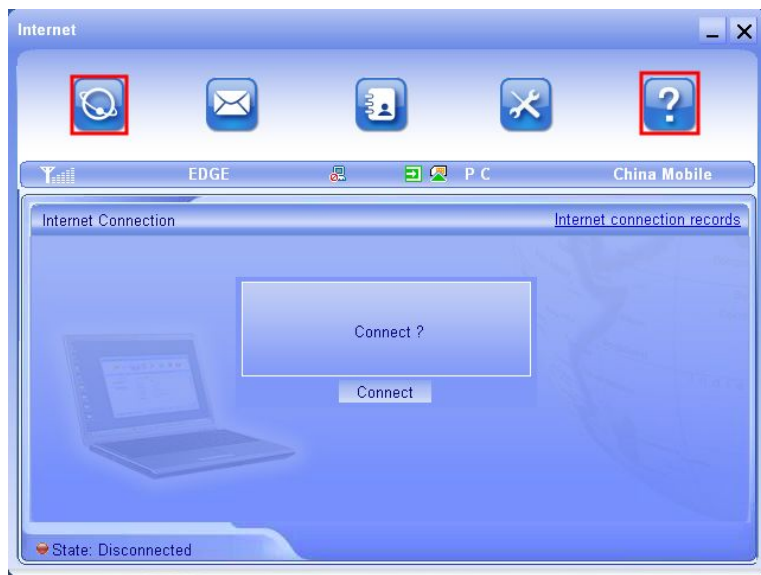 Internet
EDGE P C China Mobile
Internet Connection Internet connection records
Connect ?
Connect
State: Disconnected